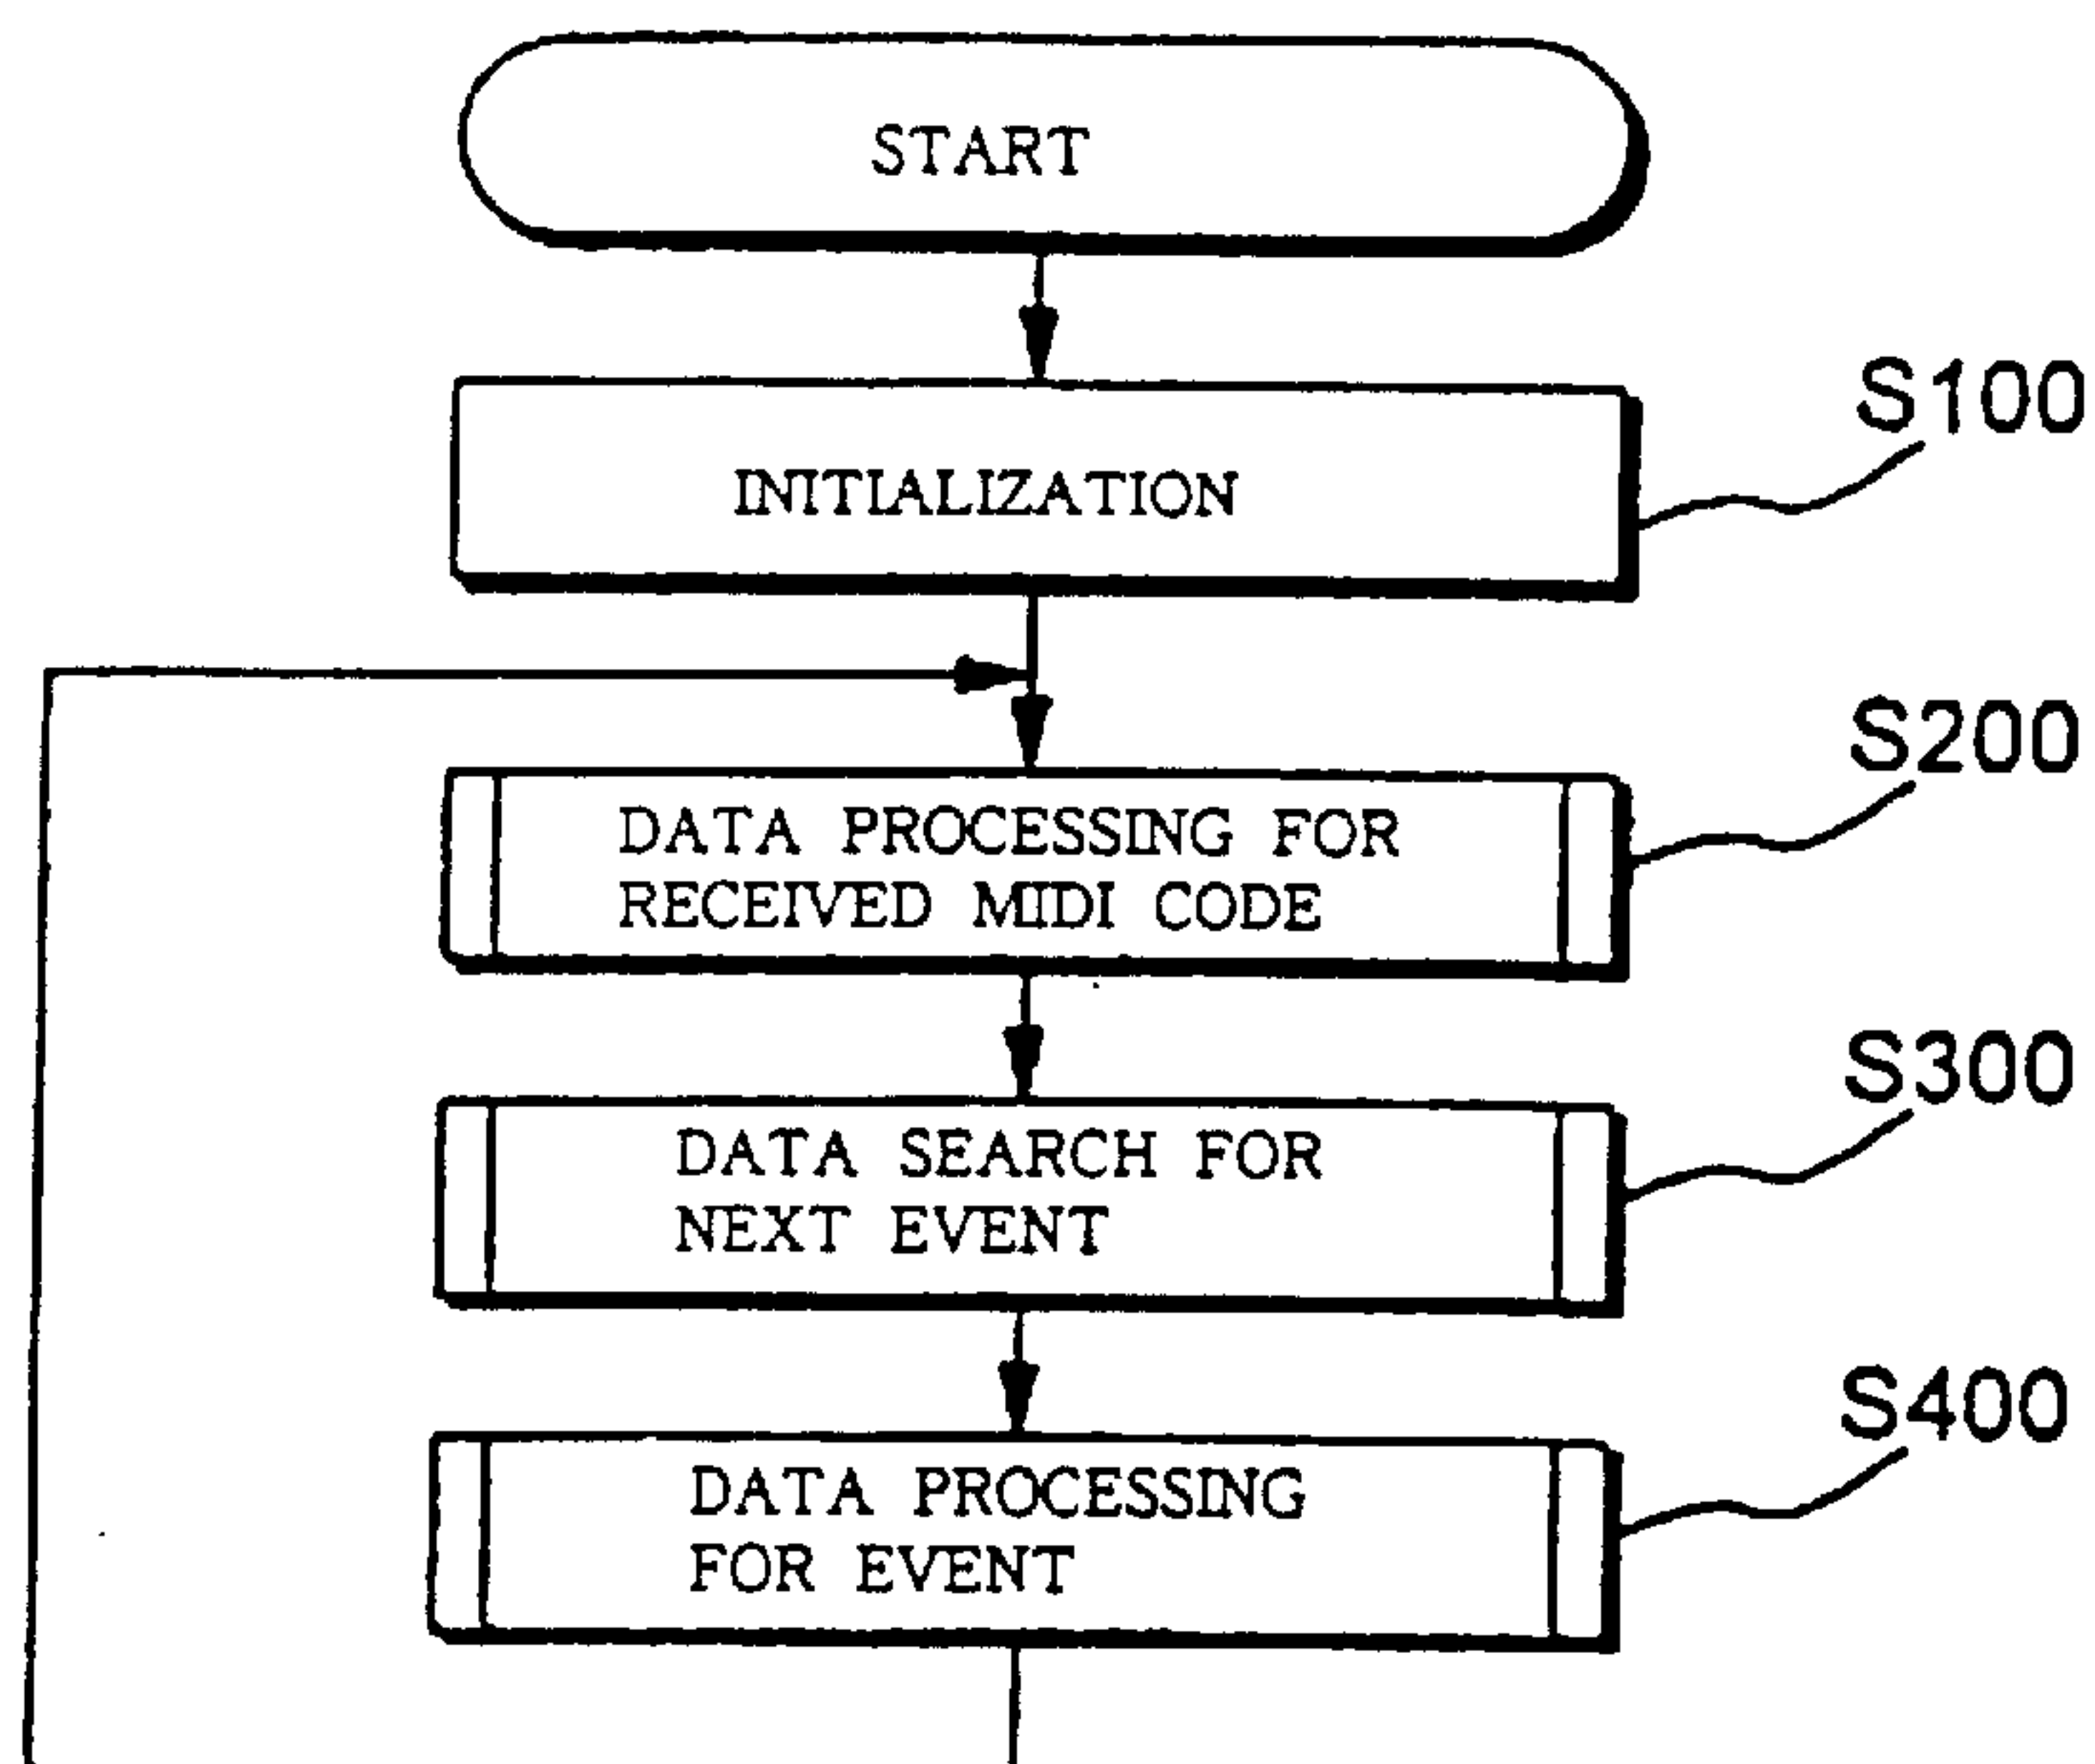 START
S100
INITIALIZATION
S200
DATA PROCESSING FOR
RECEIVED MIDI CODE
S300
DATA SEARCH FOR
NEXT EVENT
S400
DATA PROCESSING
FOR EVENT